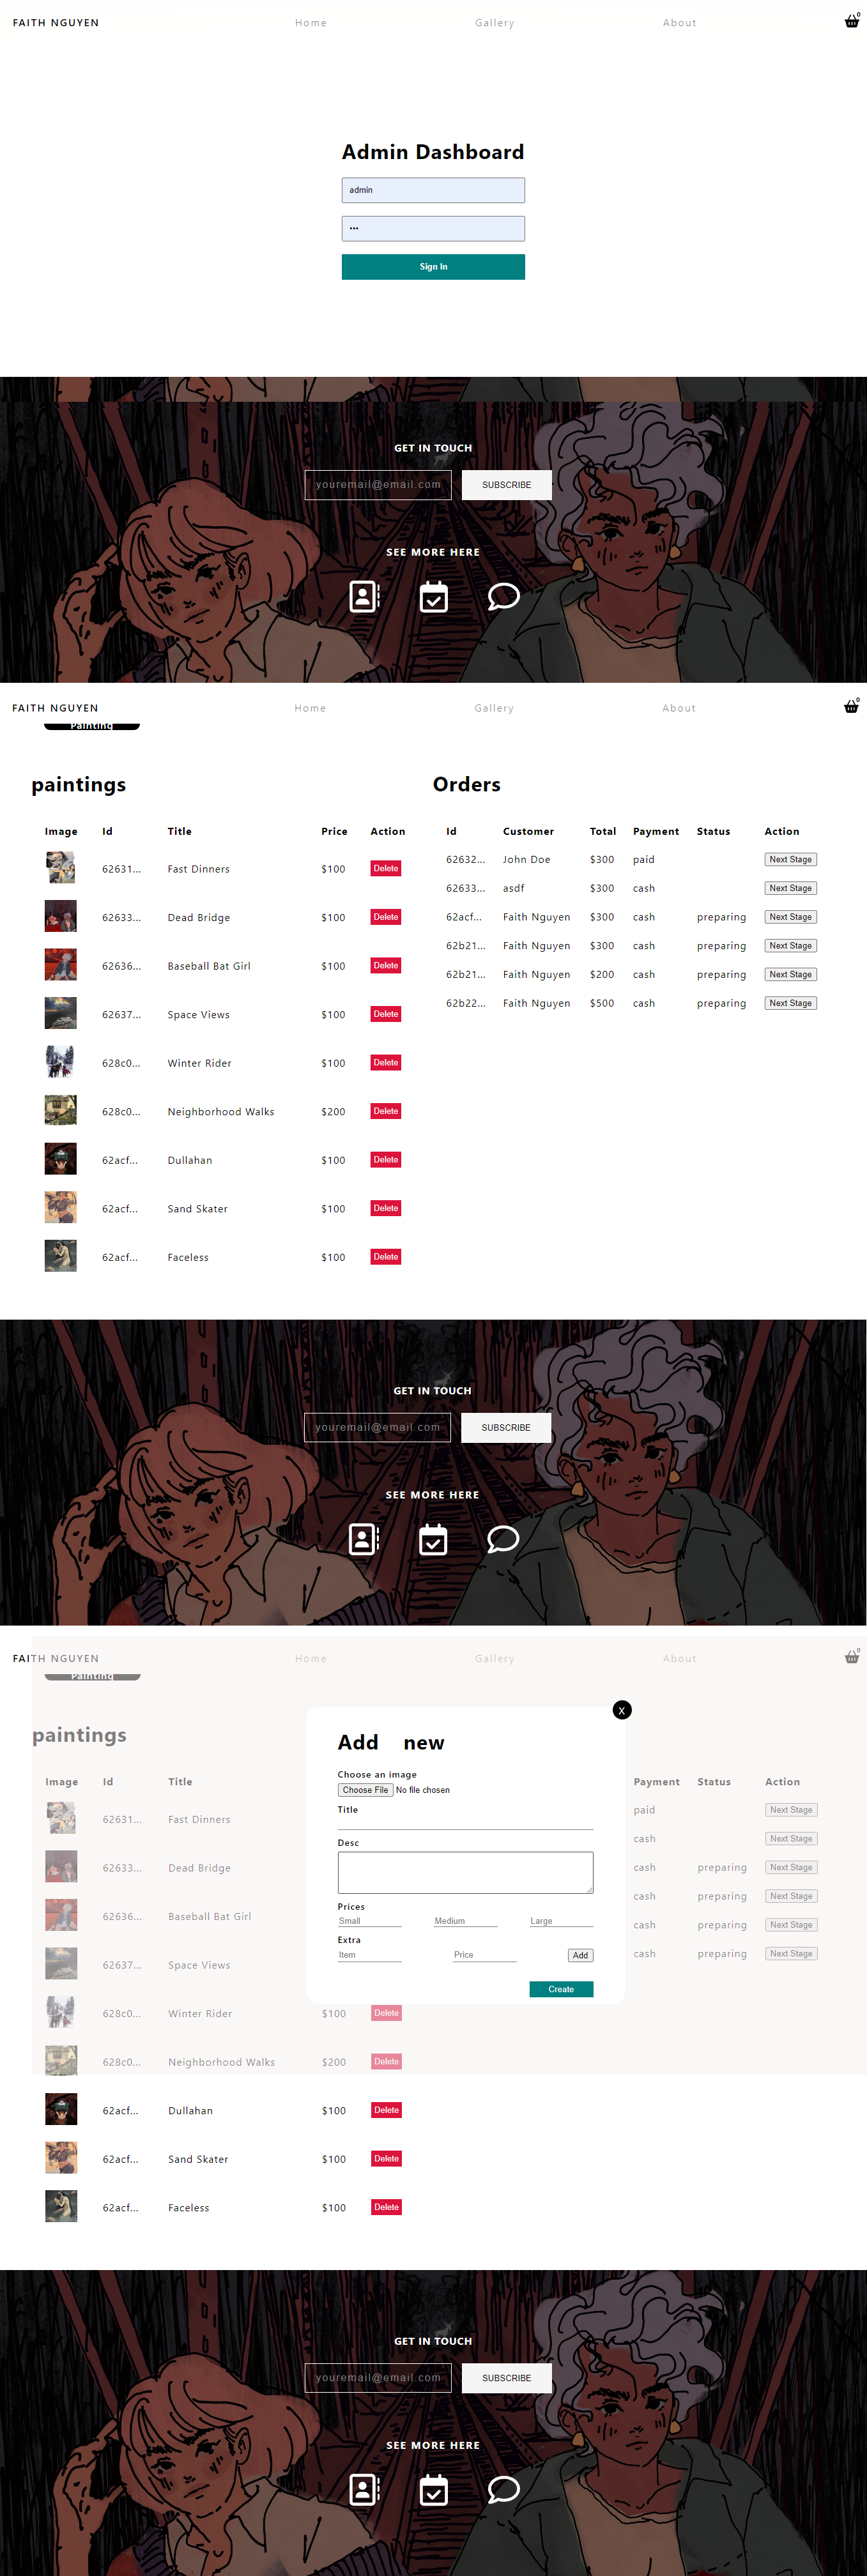 FAITH NGUYEN Home Gallery About 0
Admin Dashboard
admin
•••
Sign In
GET IN TOUCH
youremail@email.com SUBSCRIBE
SEE MORE HERE
FAITH NGUYEN Home Gallery About 0
Painting
paintings
Image Id Title Price Action
62631... Fast Dinners $100 Delete
62633... Dead Bridge $100 Delete
62636... Baseball Bat Girl $100 Delete
62637... Space Views $100 Delete
628c0... Winter Rider $100 Delete
628c0... Neighborhood Walks $200 Delete
62acf... Dullahan $100 Delete
62acf... Sand Skater $100 Delete
62acf... Faceless $100 Delete
Orders
Id Customer Total Payment Status Action
62632... John Doe $300 paid Next Stage
62633... asdf $300 cash Next Stage
62acf... Faith Nguyen $300 cash preparing Next Stage
62b21... Faith Nguyen $300 cash preparing Next Stage
62b21... Faith Nguyen $200 cash preparing Next Stage
62b22... Faith Nguyen $500 cash preparing Next Stage
GET IN TOUCH
youremail@email.com SUBSCRIBE
SEE MORE HERE
FAITH NGUYEN Home Gallery About 0
Painting
paintings
Image Id Title
62631... Fast Dinners
62633... Dead Bridge
62636... Baseball Bat Girl
62637... Space Views
628c0... Winter Rider $100 Delete
628c0... Neighborhood Walks $200 Delete
62acf... Dullahan $100 Delete
62acf... Sand Skater $100 Delete
62acf... Faceless $100 Delete
X
Add new
Choose an image
Choose File No file chosen
Title
Desc
Prices
Small Medium Large
Extra
Item Price Add
Create
Payment Status Action
paid Next Stage
cash Next Stage
cash preparing Next Stage
cash preparing Next Stage
cash preparing Next Stage
cash preparing Next Stage
GET IN TOUCH
youremail@email.com SUBSCRIBE
SEE MORE HERE